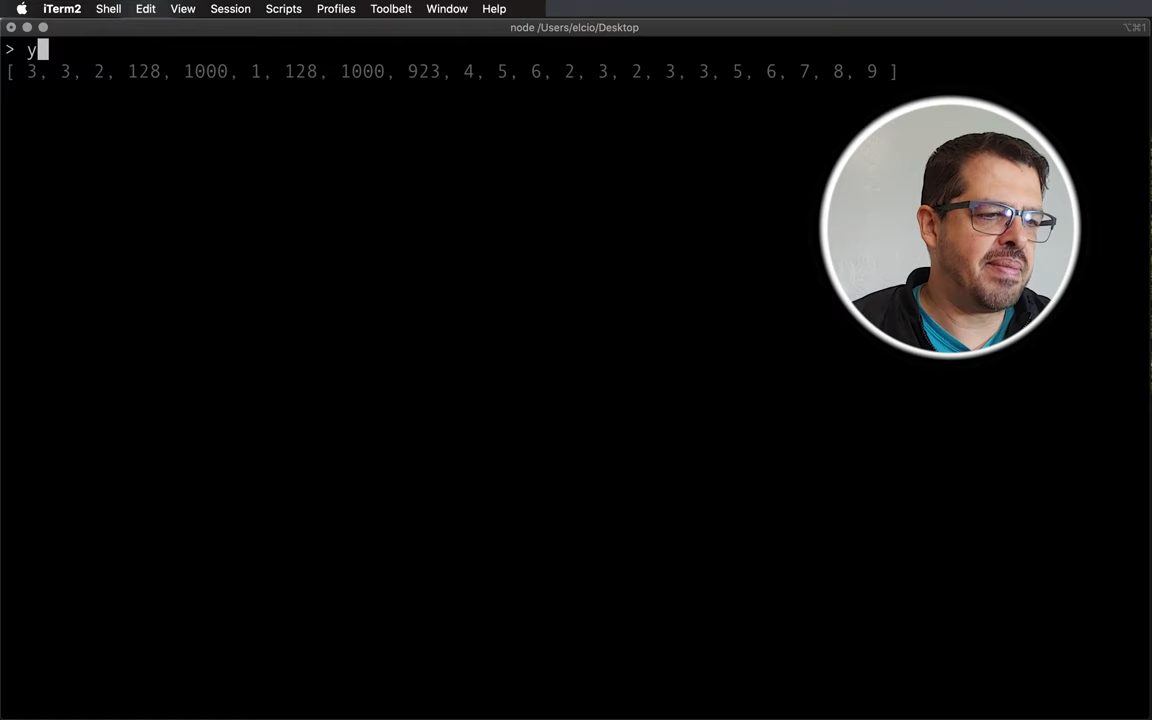 iTerm2 Shell Edit View Session Scripts Profiles Toolbelt Window Help
node /Users/elcio/Desktop ⌥⌘1
> y
[ 3, 3, 2, 128, 1000, 1, 128, 1000, 923, 4, 5, 6, 2, 3, 2, 3, 3, 5, 6, 7, 8, 9 ]